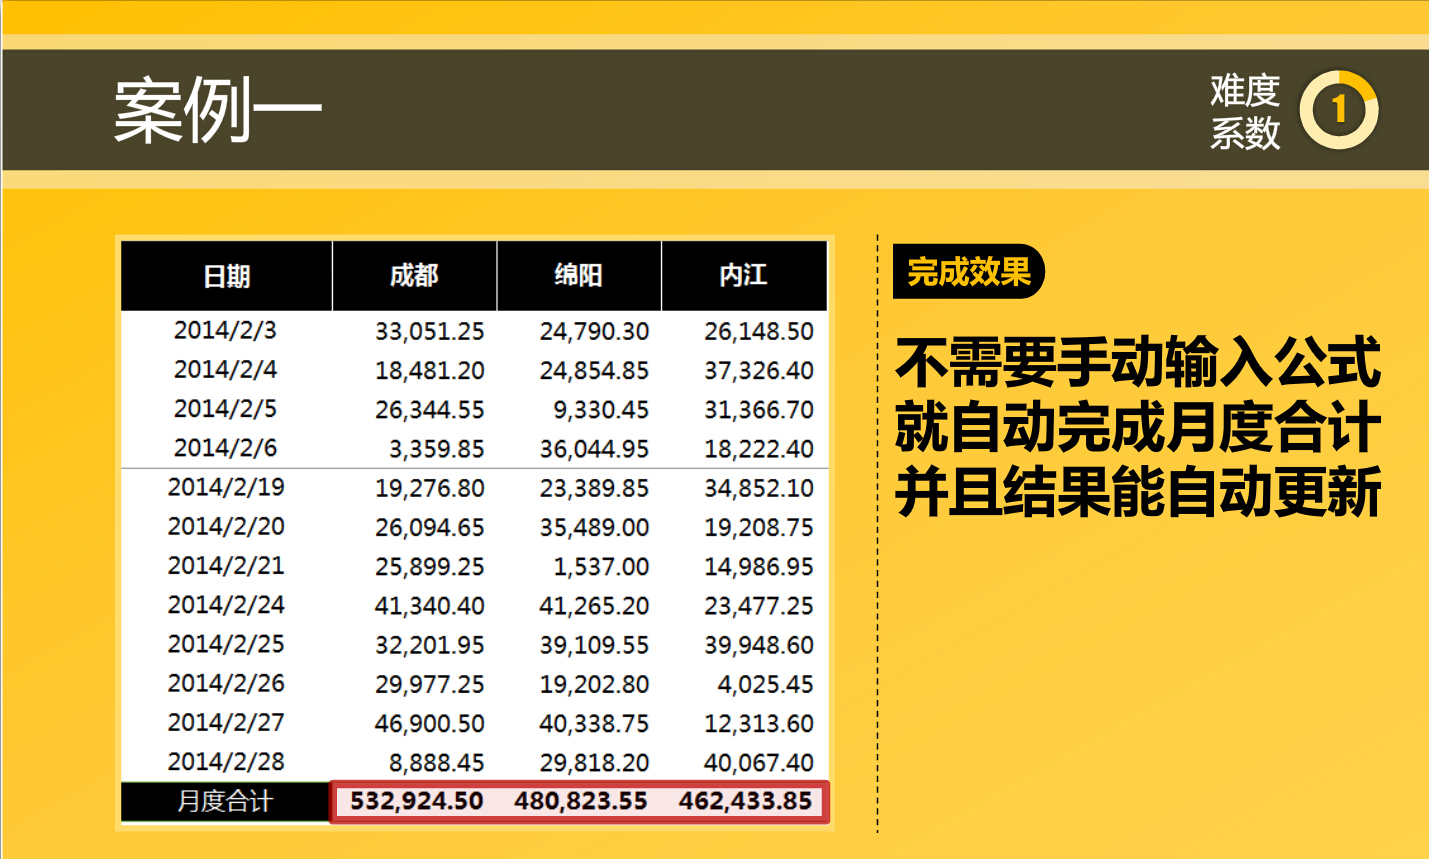 案例一
难度
系数
1
日期 成都 绵阳 内江
2014/2/3 33,051.25 24,790.30 26,148.50
2014/2/4 18,481.20 24,854.85 37,326.40
2014/2/5 26,344.55 9,330.45 31,366.70
2014/2/6 3,359.85 36,044.95 18,222.40
2014/2/19 19,276.80 23,389.85 34,852.10
2014/2/20 26,094.65 35,489.00 19,208.75
2014/2/21 25,899.25 1,537.00 14,986.95
2014/2/24 41,340.40 41,265.20 23,477.25
2014/2/25 32,201.95 39,109.55 39,948.60
2014/2/26 29,977.25 19,202.80 4,025.45
2014/2/27 46,900.50 40,338.75 12,313.60
2014/2/28 8,888.45 29,818.20 40,067.40
月度合计 532,924.50 480,823.55 462,433.85
完成效果
不需要手动输入公式
就自动完成月度合计
并且结果能自动更新